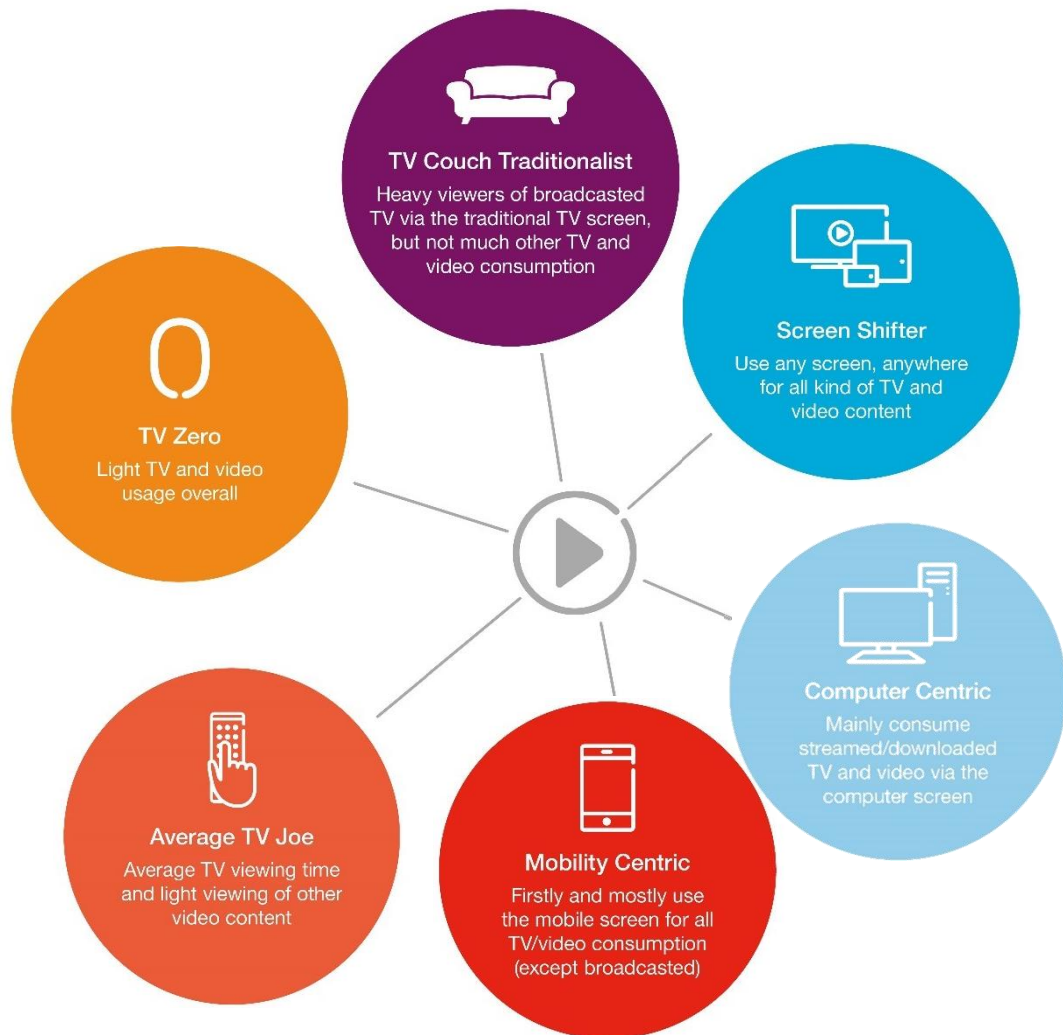 TV Couch Traditionalist
Heavy viewers of broadcasted
TV via the traditional TV screen,
but not much other TV and
video consumption
Screen Shifter
Use any screen, anywhere
for all kind of TV and
video content
TV Zero
Light TV and video
usage overall
Computer Centric
Mainly consume
streamed/downloaded
TV and video via the
computer screen
Average TV Joe
Average TV viewing time
and light viewing of other
video content
Mobility Centric
Firstly and mostly use
the mobile screen for all
TV/video consumption
(except broadcasted)